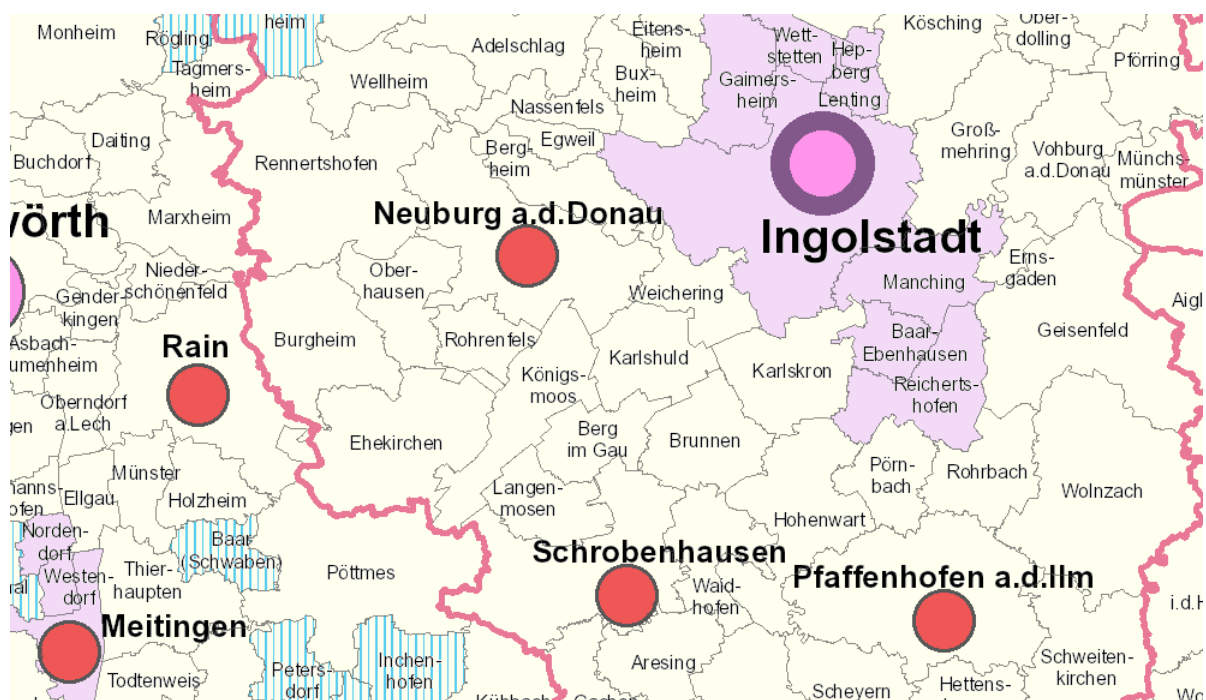 Monheim
Rögling
heim
Tagmers-
heim
Adelschlag
Wellheim
Eitens-
heim
Bux-
heim
Nassenfels
Egweil
Berg-
heim
Wett-
stetten
Hep-
berg
Gaimers-
heim
Lenting
Kösching
Ober-
dolling
Pförring
Groß-
mehring
Vohburg
a.d.Donau
Münchs-
münster
Daiting
Buchdorf
Rennertshofen
Marxheim
wörth
Neuburg a.d.Donau
Ingolstadt
Nieder-
schönenfeld
Gender-
kingen
Ober-
hausen
Weichering
Manching
Erns-
gaden
Aigl
Asbach-
umenheim
Rain
Burgheim
Rohrenfels
Karlshuld
Karlskron
Baar-
Ebenhausen
Reicherts-
hofen
Geisenfeld
Königs-
moos
Oberndorf
a.Lech
gen
Ehekirchen
Berg
im Gau
Brunnen
Pörn-
bach
Rohrbach
Wolnzach
Münster
Holzheim
Ellgau
manns-
ofen
Langen-
mosen
Hohenwart
Norden-
dorf
Westen-
dorf
Baar
(Schwaben)
Thier-
haupten
Pöttmes
Schrobenhausen
Waid-
hofen
Pfaffenhofen a.d.Ilm
i.d.H
Meitingen
Todtenweis
Peters-
dorf
Inchen-
hofen
Aresing
Schweiten-
kirchen
Scheyern
Hettens-
Kühbach
Wo